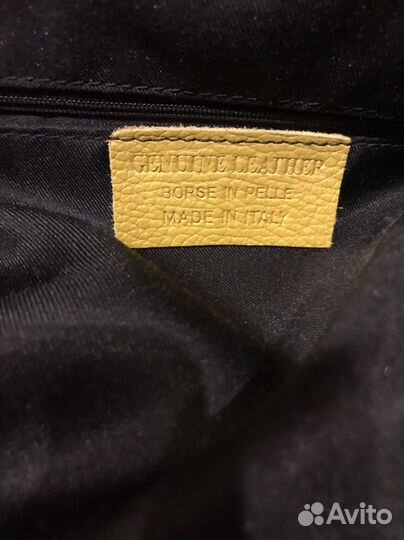 GENUINE LEATHER
BORSE IN PELLE
MADE IN ITALY
Avito